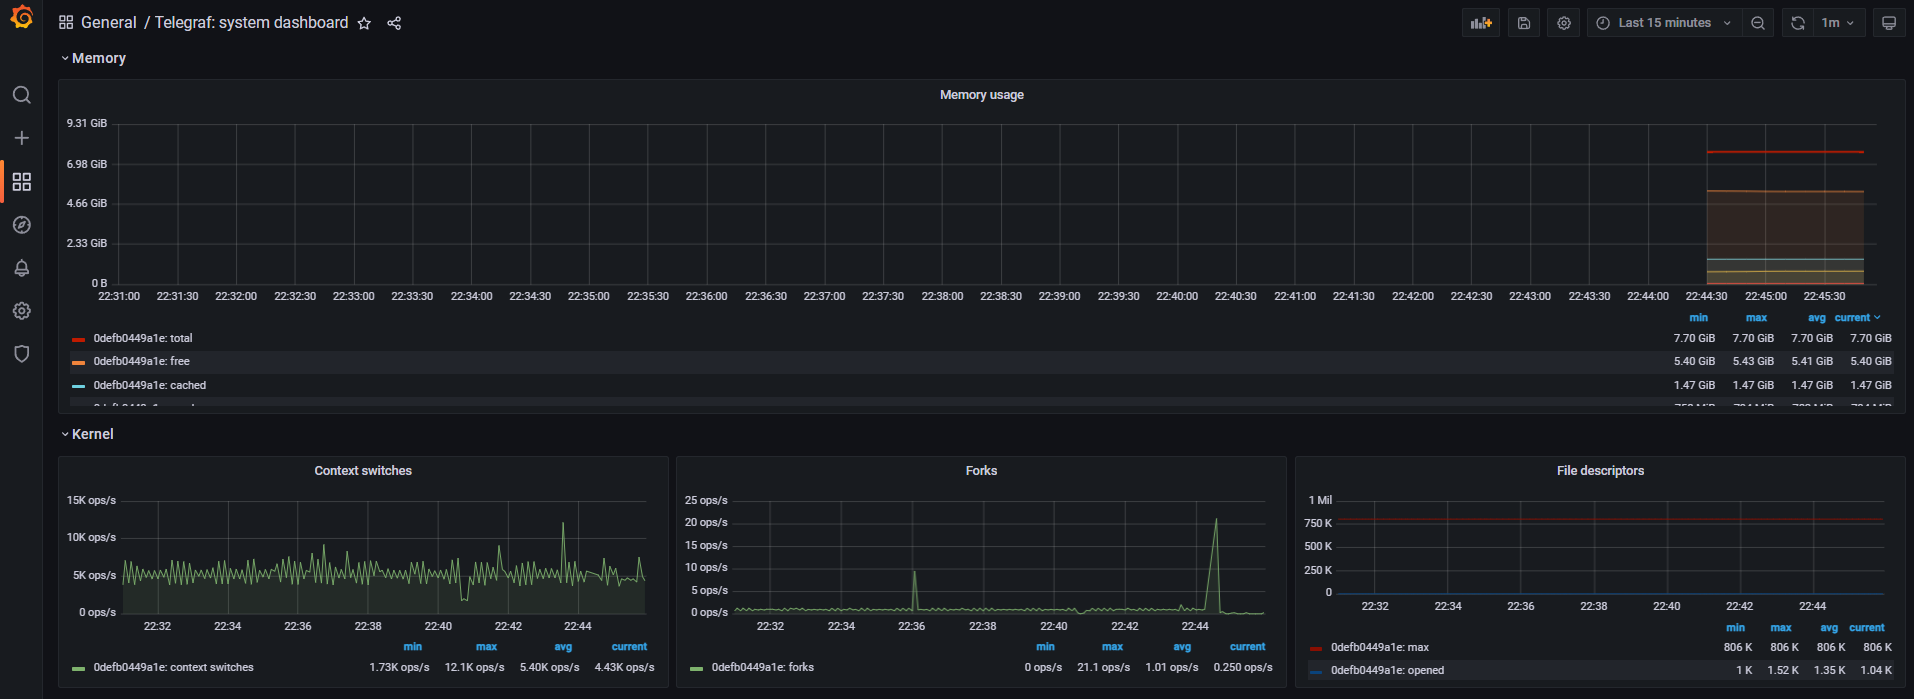 General / Telegraf: system dashboard
Last 15 minutes
1m
Memory
Memory usage
9.31 GiB
6.98 GiB
4.66 GiB
2.33 GiB
0 B
22:31:00 22:31:30 22:32:00 22:32:30 22:33:00 22:33:30 22:34:00 22:34:30 22:35:00 22:35:30 22:36:00 22:36:30 22:37:00 22:37:30 22:38:00 22:38:30 22:39:00 22:39:30 22:40:00 22:40:30 22:41:00 22:41:30 22:42:00 22:42:30 22:43:00 22:43:30 22:44:00 22:44:30 22:45:00 22:45:30
min max avg current
0defb0449a1e: total 7.70 GiB 7.70 GiB 7.70 GiB 7.70 GiB
0defb0449a1e: free 5.40 GiB 5.43 GiB 5.41 GiB 5.40 GiB
0defb0449a1e: cached 1.47 GiB 1.47 GiB 1.47 GiB 1.47 GiB
Kernel
Context switches
15K ops/s
10K ops/s
5K ops/s
0 ops/s
22:32 22:34 22:36 22:38 22:40 22:42 22:44
min max avg current
0defb0449a1e: context switches 1.73K ops/s 12.1K ops/s 5.40K ops/s 4.43K ops/s
Forks
25 ops/s
20 ops/s
15 ops/s
10 ops/s
5 ops/s
0 ops/s
22:32 22:34 22:36 22:38 22:40 22:42 22:44
min max avg current
0defb0449a1e: forks 0 ops/s 21.1 ops/s 1.01 ops/s 0.250 ops/s
File descriptors
1 Mil
750 K
500 K
250 K
0
22:32 22:34 22:36 22:38 22:40 22:42 22:44
min max avg current
0defb0449a1e: max 806 K 806 K 806 K 806 K
0defb0449a1e: opened 1 K 1.52 K 1.35 K 1.04 K